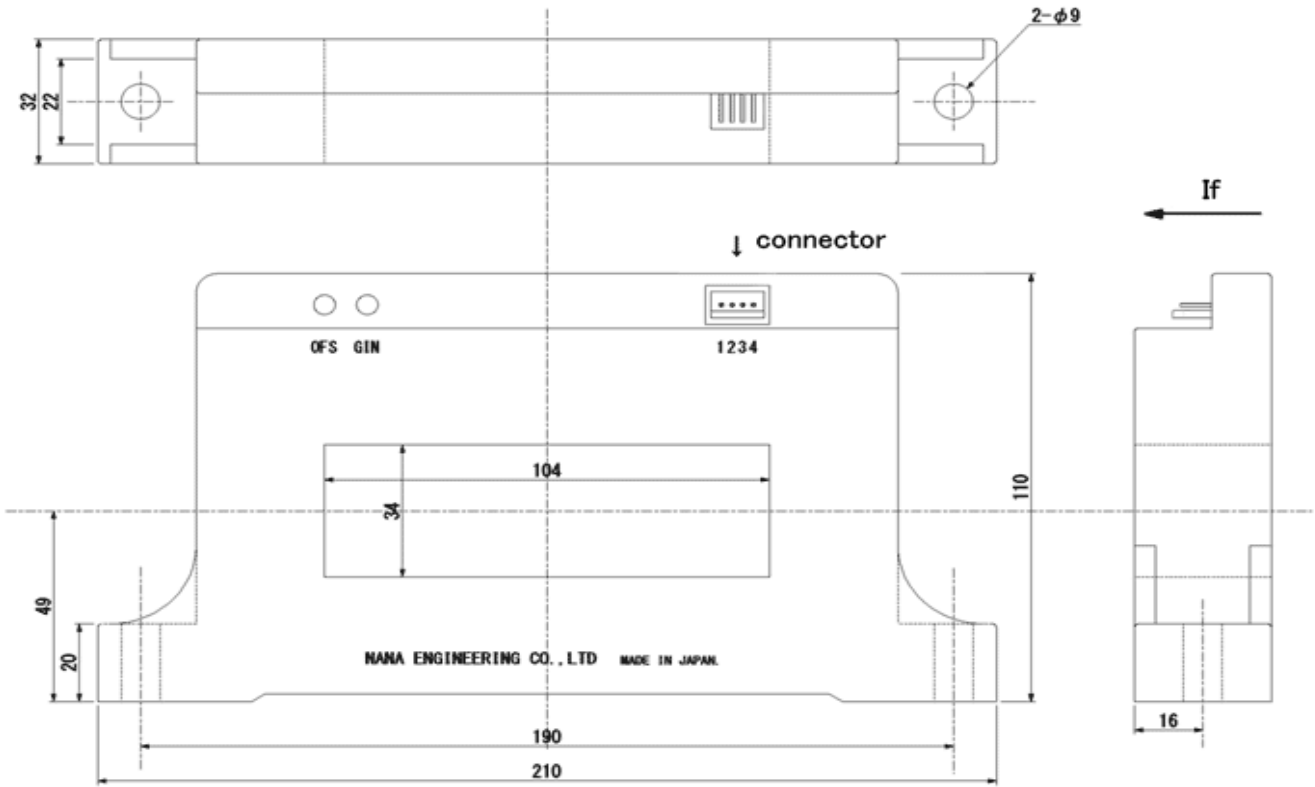 2-φ9
32
22
If
↓ connector
OFS GIN
1234
104
34
110
49
20
NANA ENGINEERING CO.,LTD MADE IN JAPAN.
16
190
210